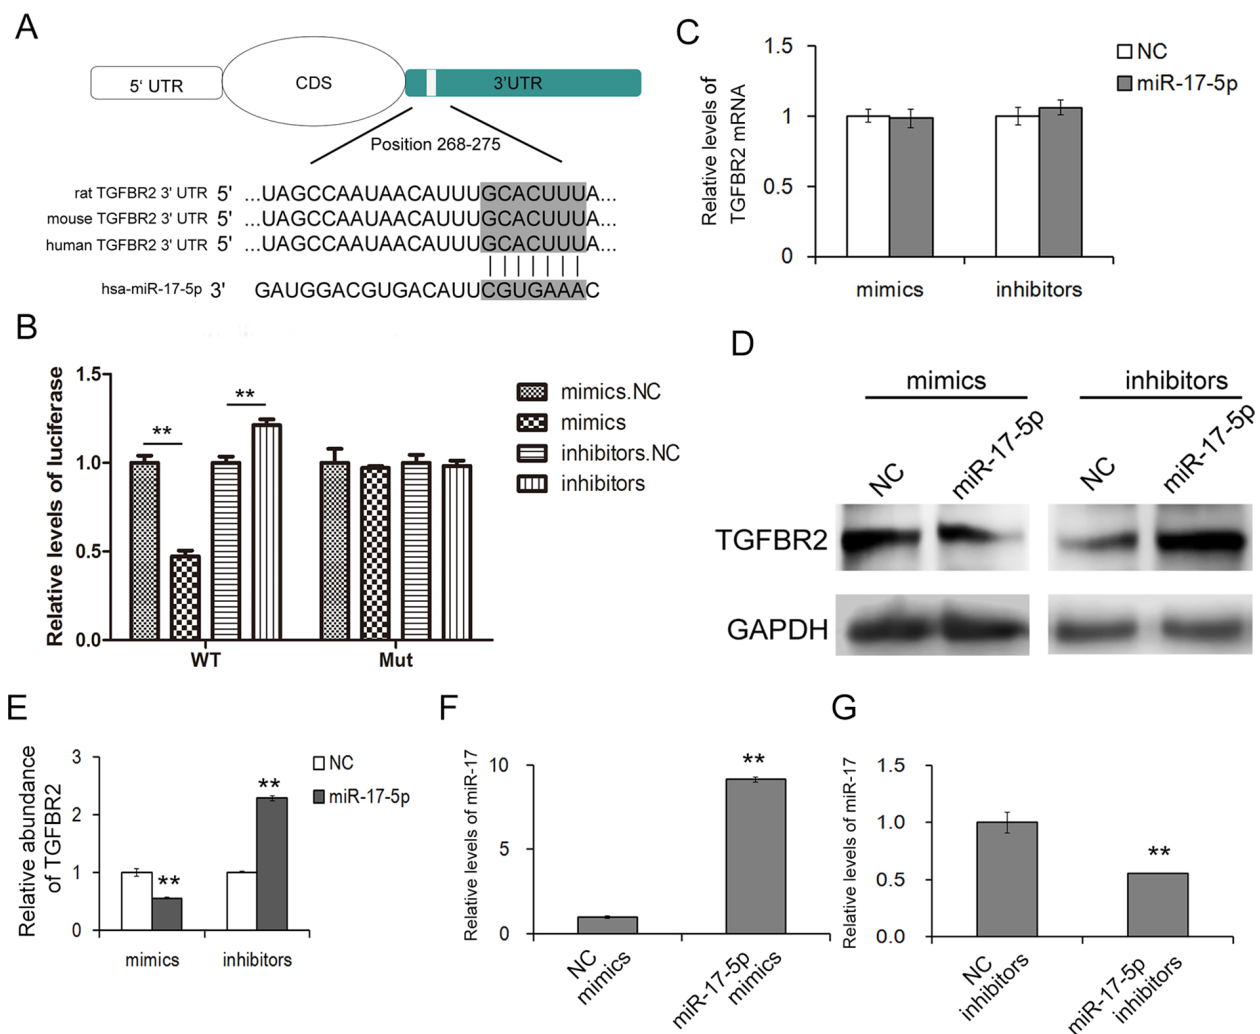 A
5' UTR
CDS
3'UTR
Position 268-275
rat TGFBR2 3' UTR 5' ...UAGCCAAUAACAUUUGCACUUUA...
mouse TGFBR2 3' UTR 5' ...UAGCCAAUAACAUUUGCACUUUA...
human TGFBR2 3' UTR 5' ...UAGCCAAUAACAUUUGCACUUUA...
hsa-miR-17-5p 3' GAUGGACGUGACAUUCGUGAAAC
B
Relative levels of luciferase
1.5
1.0
0.5
0.0
**
**
WT
Mut
mimics.NC
mimics
inhibitors.NC
inhibitors
C
Relative levels of
TGFBR2 mRNA
1.5
1
0.5
0
mimics
inhibitors
NC
miR-17-5p
D
mimics
inhibitors
NC
miR-17-5p
NC
miR-17-5p
TGFBR2
GAPDH
E
Relative abundance
of TGFBR2
3
2
1
0
**
**
mimics
inhibitors
NC
miR-17-5p
F
Relative levels of miR-17
10
5
0
**
NC
mimics
miR-17-5p
mimics
G
Relative levels of miR-17
1.5
1.0
0.5
0.0
**
NC
inhibitors
miR-17-5p
inhibitors